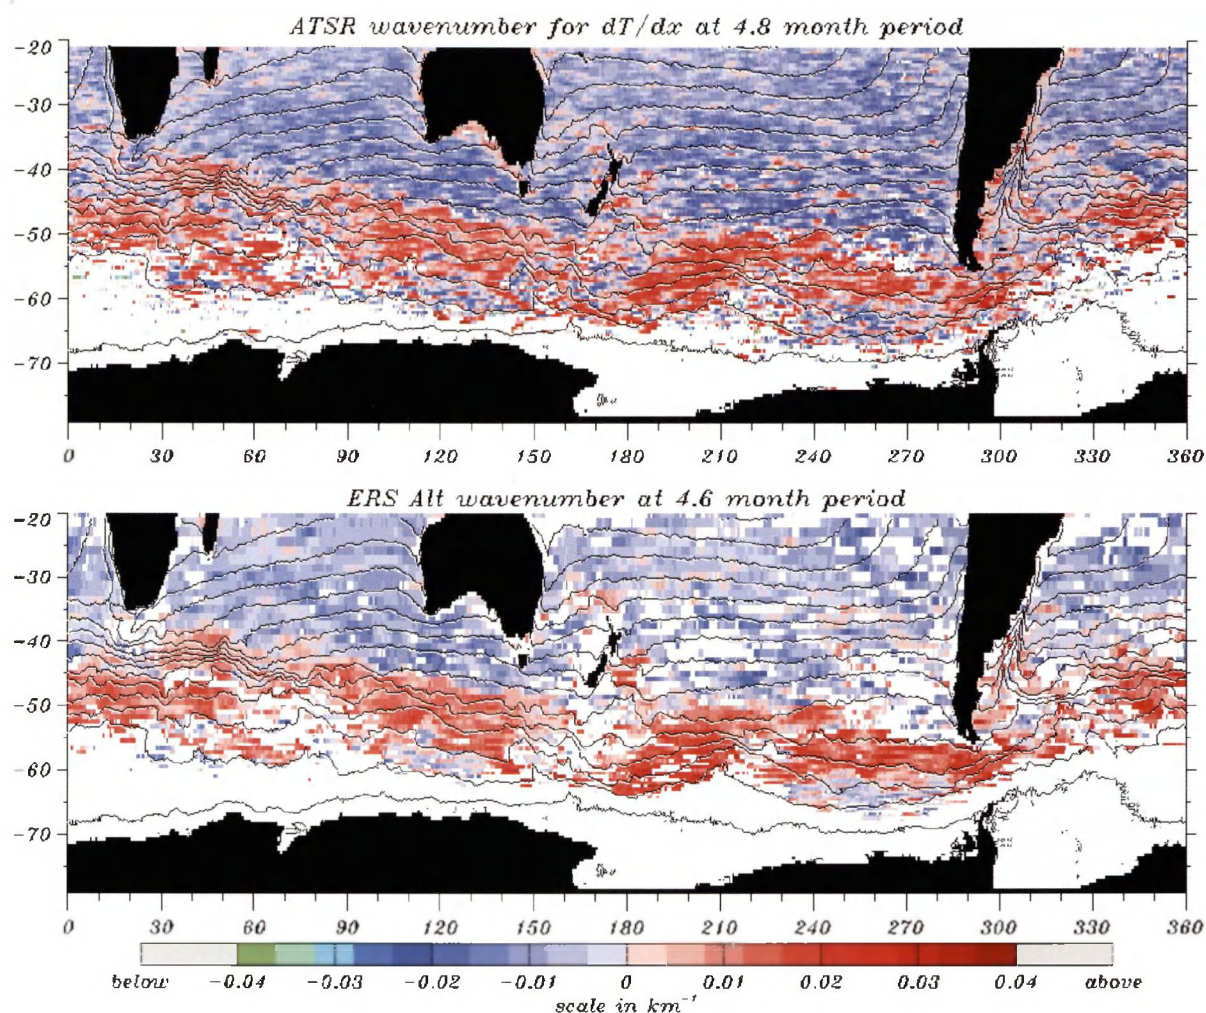 ATSR wavenumber for dT/dx at 4.8 month period
-20
-30
-40
-50
-60
-70
0 30 60 90 120 150 180 210 240 270 300 330 360
ERS Alt wavenumber at 4.6 month period
-20
-30
-40
-50
-60
-70
0 30 60 90 120 150 180 210 240 270 300 330 360
below -0.04 -0.03 -0.02 -0.01 0 0.01 0.02 0.03 0.04 above
scale in km⁻¹